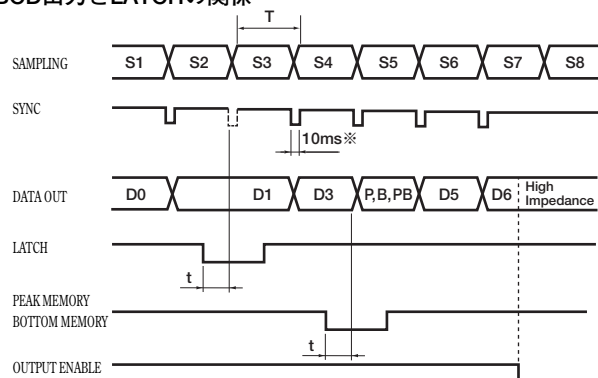 BCD出力とLATCHの関係
T
SAMPLING S1 S2 S3 S4 S5 S6 S7 S8
SYNC
10ms※
DATA OUT D0 D1 D3 P,B,PB D5 D6 High Impedance
LATCH
t
PEAK MEMORY
BOTTOM MEMORY
t
OUTPUT ENABLE